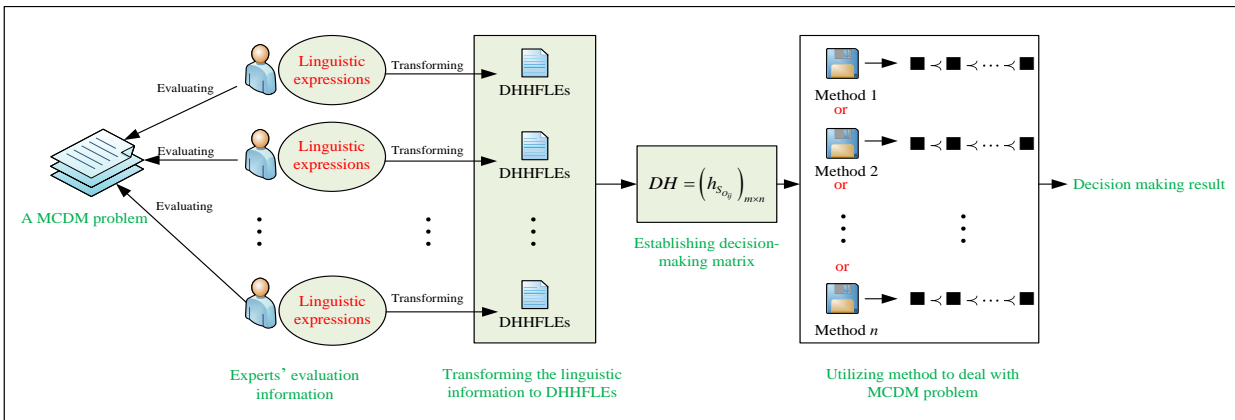 Evaluating
Evaluating
Evaluating
A MCDM problem
Linguistic
expressions
Linguistic
expressions
Linguistic
expressions
Experts’ evaluation
information
Transforming
Transforming
Transforming
DHHFLEs
DHHFLEs
DHHFLEs
Transforming the linguistic
information to DHHFLEs
DH = (h_{S_{O_{ij}}})_{m×n}
Establishing decision-
making matrix
Method 1
■ ≺ ■ ≺ ⋯ ≺ ■
or
Method 2
■ ≺ ■ ≺ ⋯ ≺ ■
or
or
Method n
■ ≺ ■ ≺ ⋯ ≺ ■
Utilizing method to deal with
MCDM problem
Decision making result